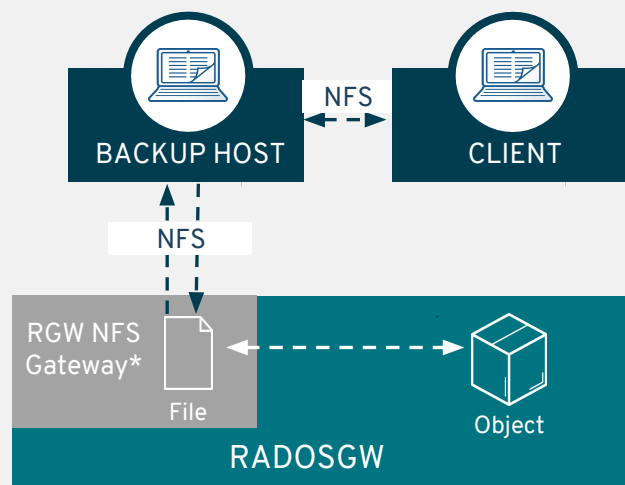 NFS
BACKUP HOST
CLIENT
NFS
RGW NFS
Gateway*
File
Object
RADOSGW